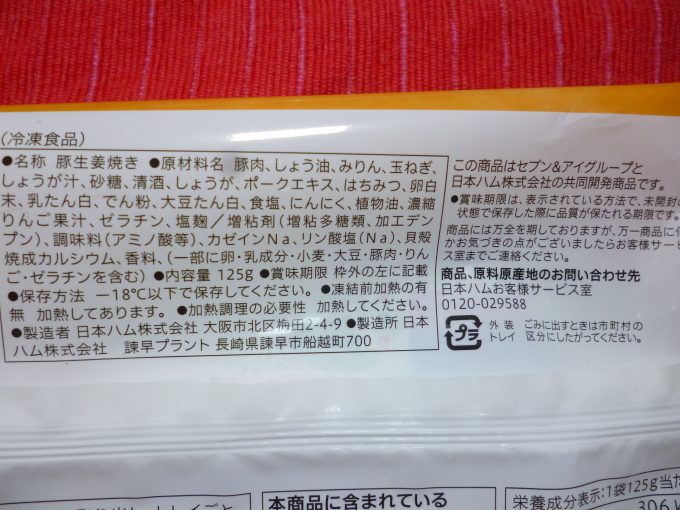 (冷凍食品)
●名称 豚生姜焼き ●原材料名 豚肉、しょう油、みりん、玉ねぎ、
しょうが汁、砂糖、清酒、しょうが、ポークエキス、はちみつ、卵白
末、乳たん白、でん粉、大豆たん白、食塩、にんにく、植物油、濃縮
りんご果汁、ゼラチン、塩麹／増粘剤(増粘多糖類、加工デン
プン)、調味料(アミノ酸等)、カゼインNa、リン酸塩(Na)、貝殻
焼成カルシウム、香料、(一部に卵・乳成分・小麦・大豆・豚肉・りん
ご・ゼラチンを含む) ●内容量 125g ●賞味期限 枠外の左に記載
●保存方法 −18℃以下で保存してください。 ●凍結前加熱の有
無 加熱してあります。 ●加熱調理の必要性 加熱してください。
●製造者 日本ハム株式会社 大阪市北区梅田2-4-9 ●製造所 日本
ハム株式会社 諫早プラント 長崎県諫早市船越町700
この商品はセブン&アイグループと
日本ハム株式会社の共同開発商品です。
●賞味期限は、表示されている方法で、未開封の
状態で保存した際に品質が保たれる期限です。
商品には万全を期しておりますが、万一商品に
かお気づきの点がございましたらお客様サービ
ス室までご連絡ください。
商品、原料原産地のお問い合わせ先
日本ハムお客様サービス室
0120-029588
プラ
外装
トレイ
ごみに出すときは市町村の
区分にしたがってください。
本商品に含まれている
栄養成分表示:1袋125g当た
306